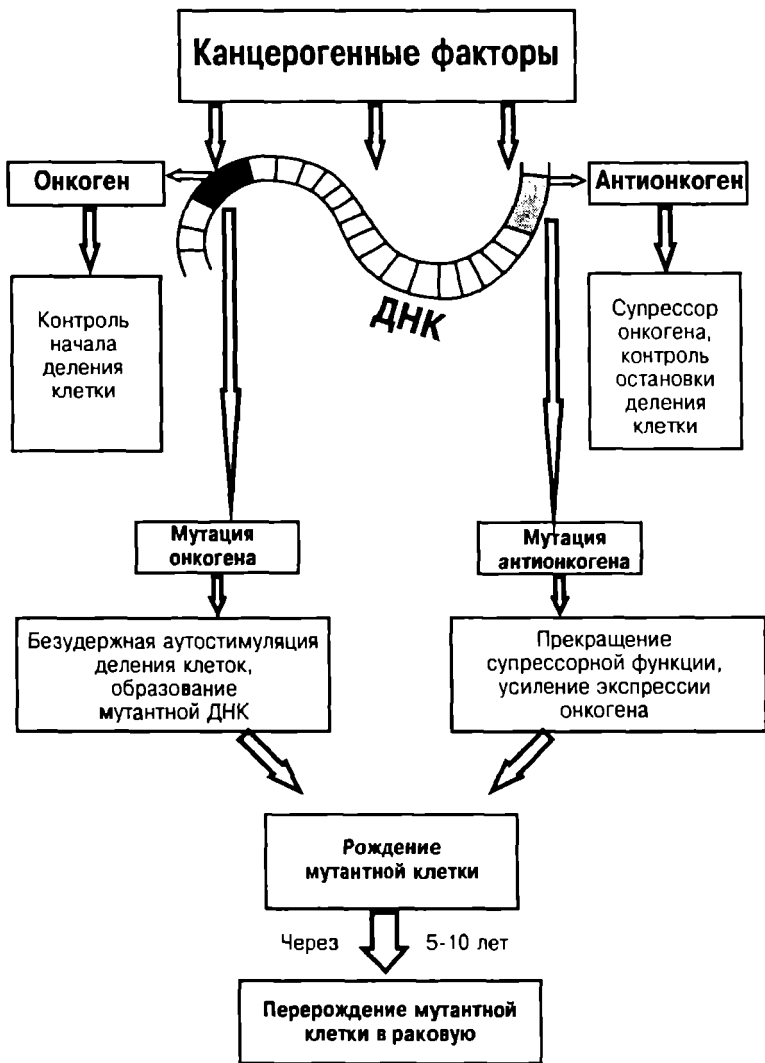 Канцерогенные факторы
Онкоген
Антионкоген
ДНК
Контроль
начала
деления
клетки
Супрессор
онкогена,
контроль
остановки
деления
клетки
Мутация
онкогена
Мутация
антионкогена
Безудержная аутостимуляция
деления клеток,
образование
мутантной ДНК
Прекращение
супрессорной функции,
усиление экспрессии
онкогена
Рождение
мутантной клетки
Через 5-10 лет
Перерождение мутантной
клетки в раковую